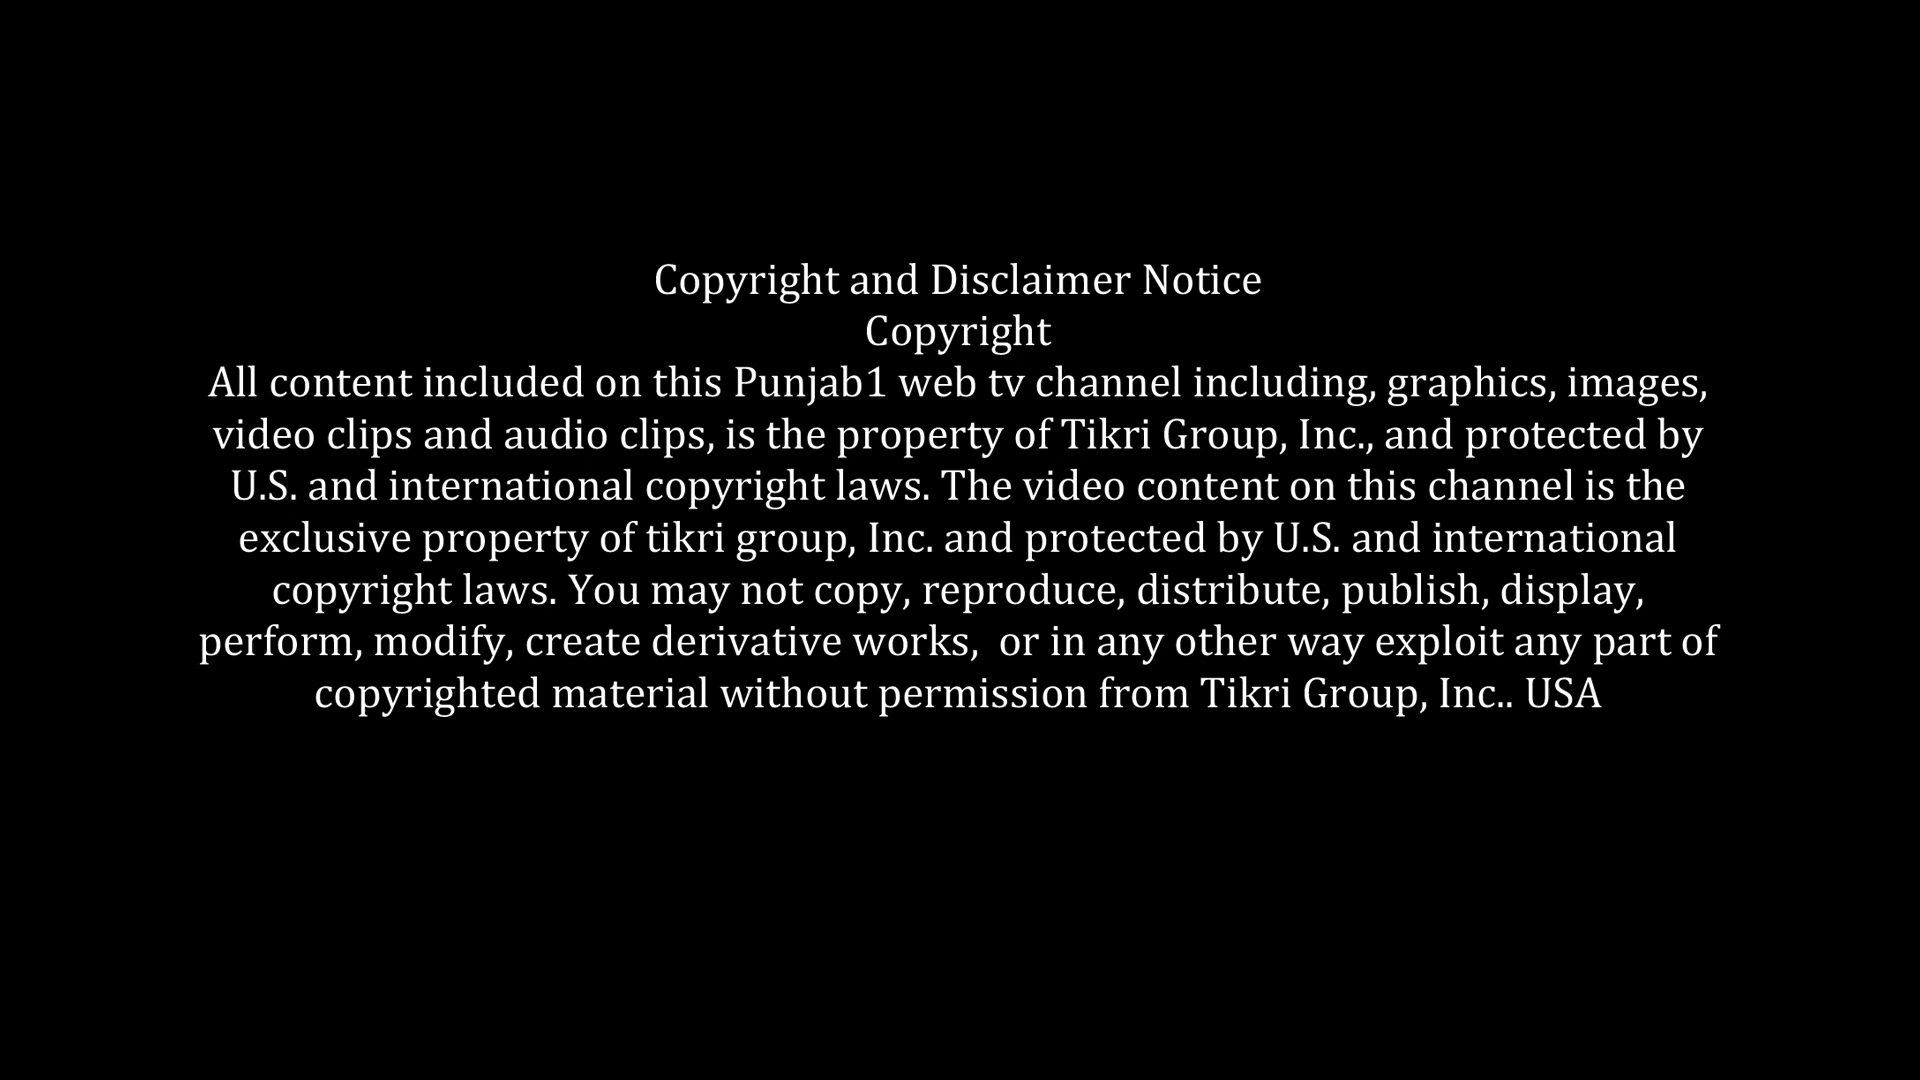 Copyright and Disclaimer Notice
Copyright
All content included on this Punjab1 web tv channel including, graphics, images,
video clips and audio clips, is the property of Tikri Group, Inc., and protected by
U.S. and international copyright laws. The video content on this channel is the
exclusive property of tikri group, Inc. and protected by U.S. and international
copyright laws. You may not copy, reproduce, distribute, publish, display,
perform, modify, create derivative works,  or in any other way exploit any part of
copyrighted material without permission from Tikri Group, Inc.. USA